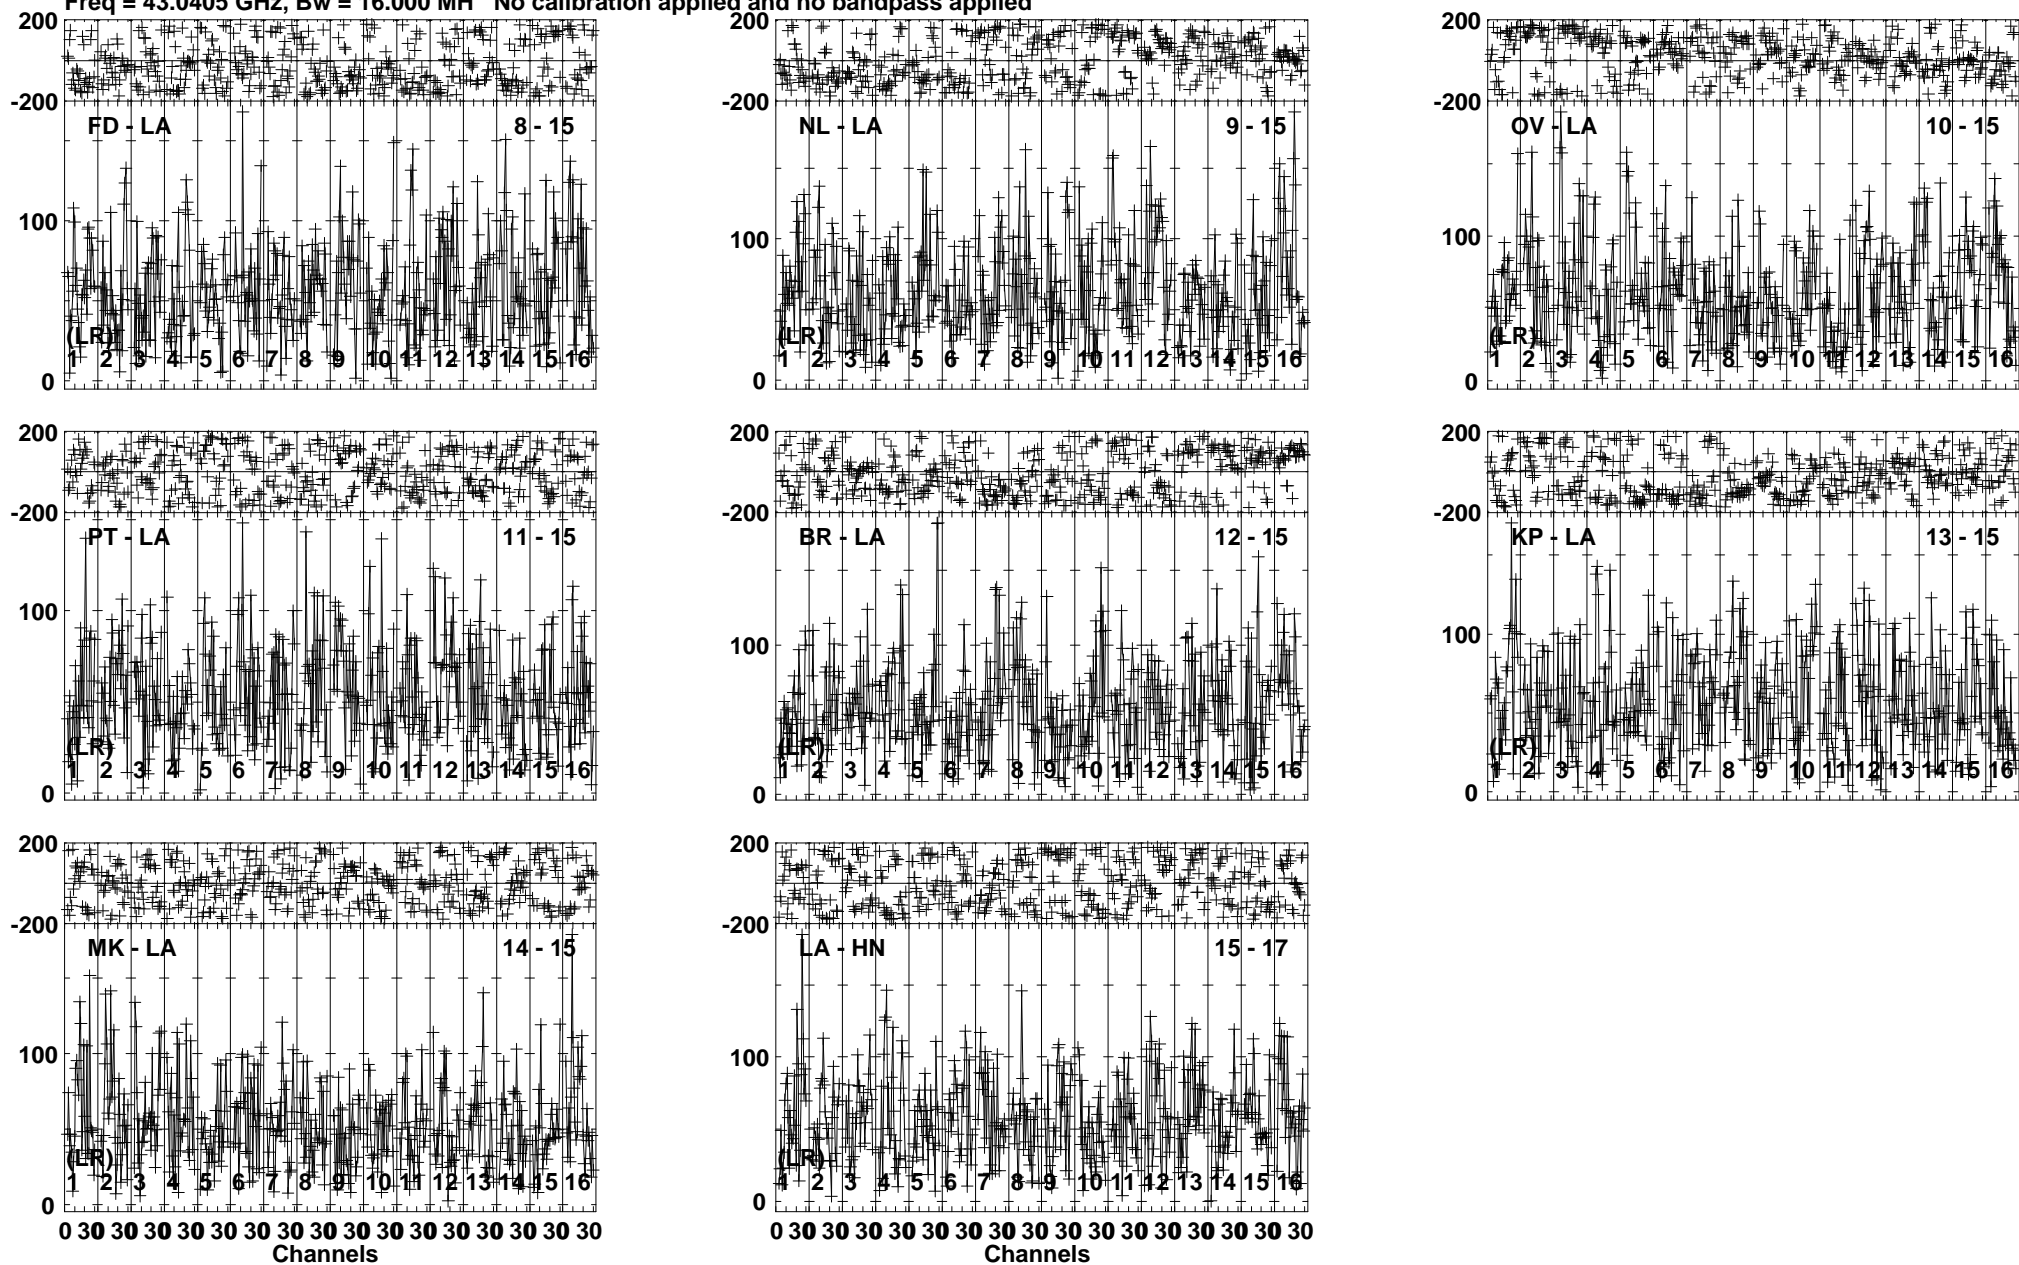 Freq = 43.0405 GHz, Bw = 16.000 MH No calibration applied and no bandpass applied
200
-200
FD - LA 8 - 15
100
(LR)
1 2 3 4 5 6 7 8 9 10 11 12 13 14 15 16
0
200
-200
NL - LA 9 - 15
100
(LR)
1 2 3 4 5 6 7 8 9 10 11 12 13 14 15 16
0
200
-200
OV - LA 10 - 15
100
(LR)
1 2 3 4 5 6 7 8 9 10 11 12 13 14 15 16
0
200
-200
PT - LA 11 - 15
100
(LR)
1 2 3 4 5 6 7 8 9 10 11 12 13 14 15 16
0
200
-200
BR - LA 12 - 15
100
(LR)
1 2 3 4 5 6 7 8 9 10 11 12 13 14 15 16
0
200
-200
KP - LA 13 - 15
100
(LR)
1 2 3 4 5 6 7 8 9 10 11 12 13 14 15 16
0
200
-200
MK - LA 14 - 15
100
(LR)
1 2 3 4 5 6 7 8 9 10 11 12 13 14 15 16
0
0 30 30 30 30 30 30 30 30 30 30 30 30 30 30 30 30
Channels
200
-200
LA - HN 15 - 17
100
(LR)
1 2 3 4 5 6 7 8 9 10 11 12 13 14 15 16
0
0 30 30 30 30 30 30 30 30 30 30 30 30 30 30 30 30
Channels